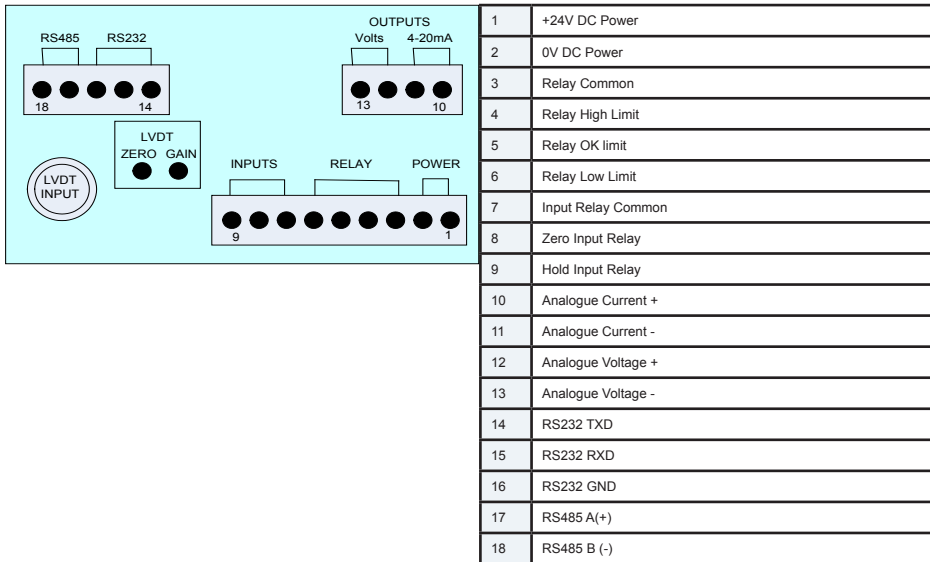 OUTPUTS
RS485 RS232 Volts 4-20mA
18 14 13 10
LVDT
ZERO GAIN
LVDT
INPUT
INPUTS RELAY POWER
9 1
1 +24V DC Power
2 0V DC Power
3 Relay Common
4 Relay High Limit
5 Relay OK limit
6 Relay Low Limit
7 Input Relay Common
8 Zero Input Relay
9 Hold Input Relay
10 Analogue Current +
11 Analogue Current -
12 Analogue Voltage +
13 Analogue Voltage -
14 RS232 TXD
15 RS232 RXD
16 RS232 GND
17 RS485 A(+)
18 RS485 B (-)